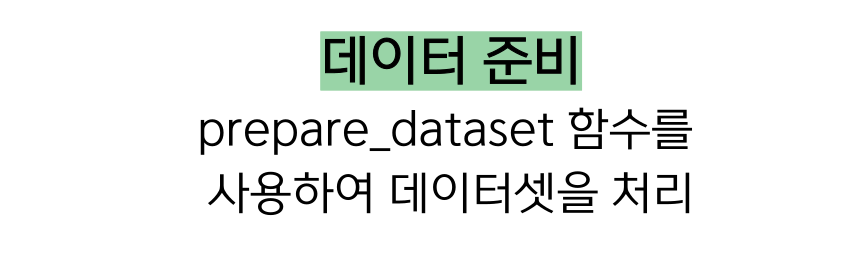 데이터 준비
prepare_dataset 함수를
사용하여 데이터셋을 처리